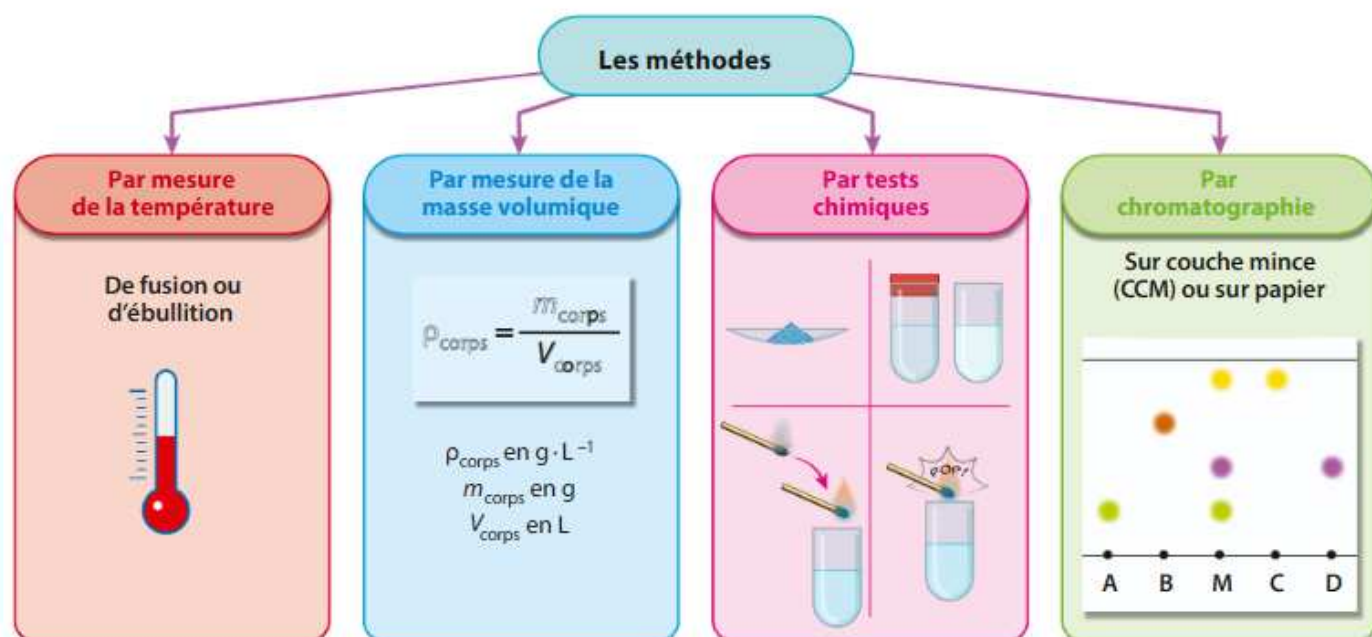 Les méthodes
Par mesure
de la température
De fusion ou
d'ébullition
Par mesure de la
masse volumique
ρcorps = mcorps / Vcorps
ρcorps en g · L⁻¹
mcorps en g
Vcorps en L
Par tests
chimiques
POP!
Par
chromatographie
Sur couche mince
(CCM) ou sur papier
A B M C D